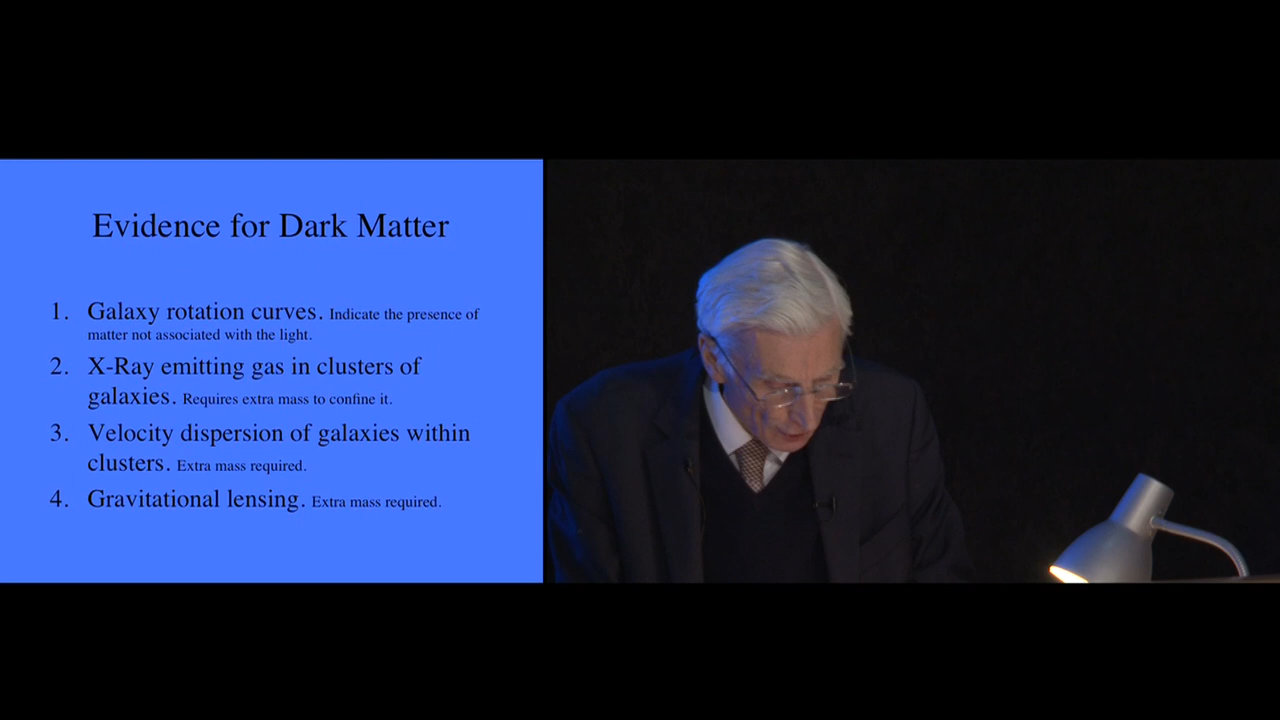 Evidence for Dark Matter
1. Galaxy rotation curves. Indicate the presence of
matter not associated with the light.
2. X-Ray emitting gas in clusters of
galaxies. Requires extra mass to confine it.
3. Velocity dispersion of galaxies within
clusters. Extra mass required.
4. Gravitational lensing. Extra mass required.